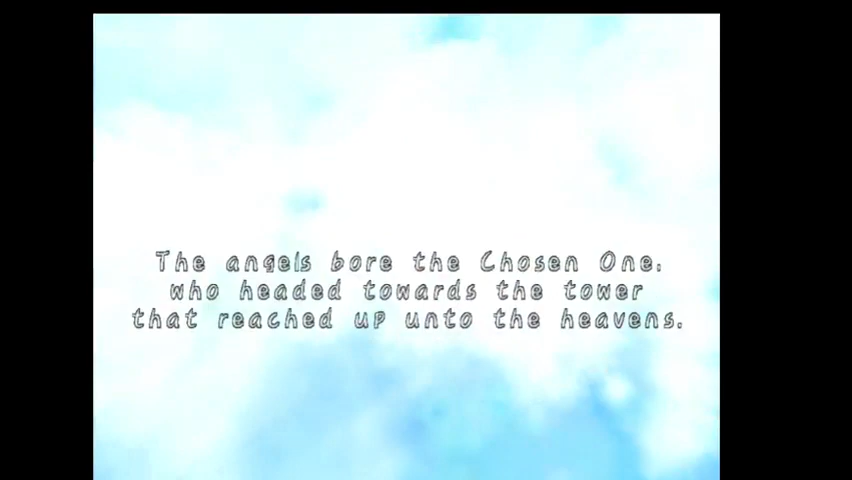 The angels bore the Chosen One,
who headed towards the tower
that reached up unto the heavens.